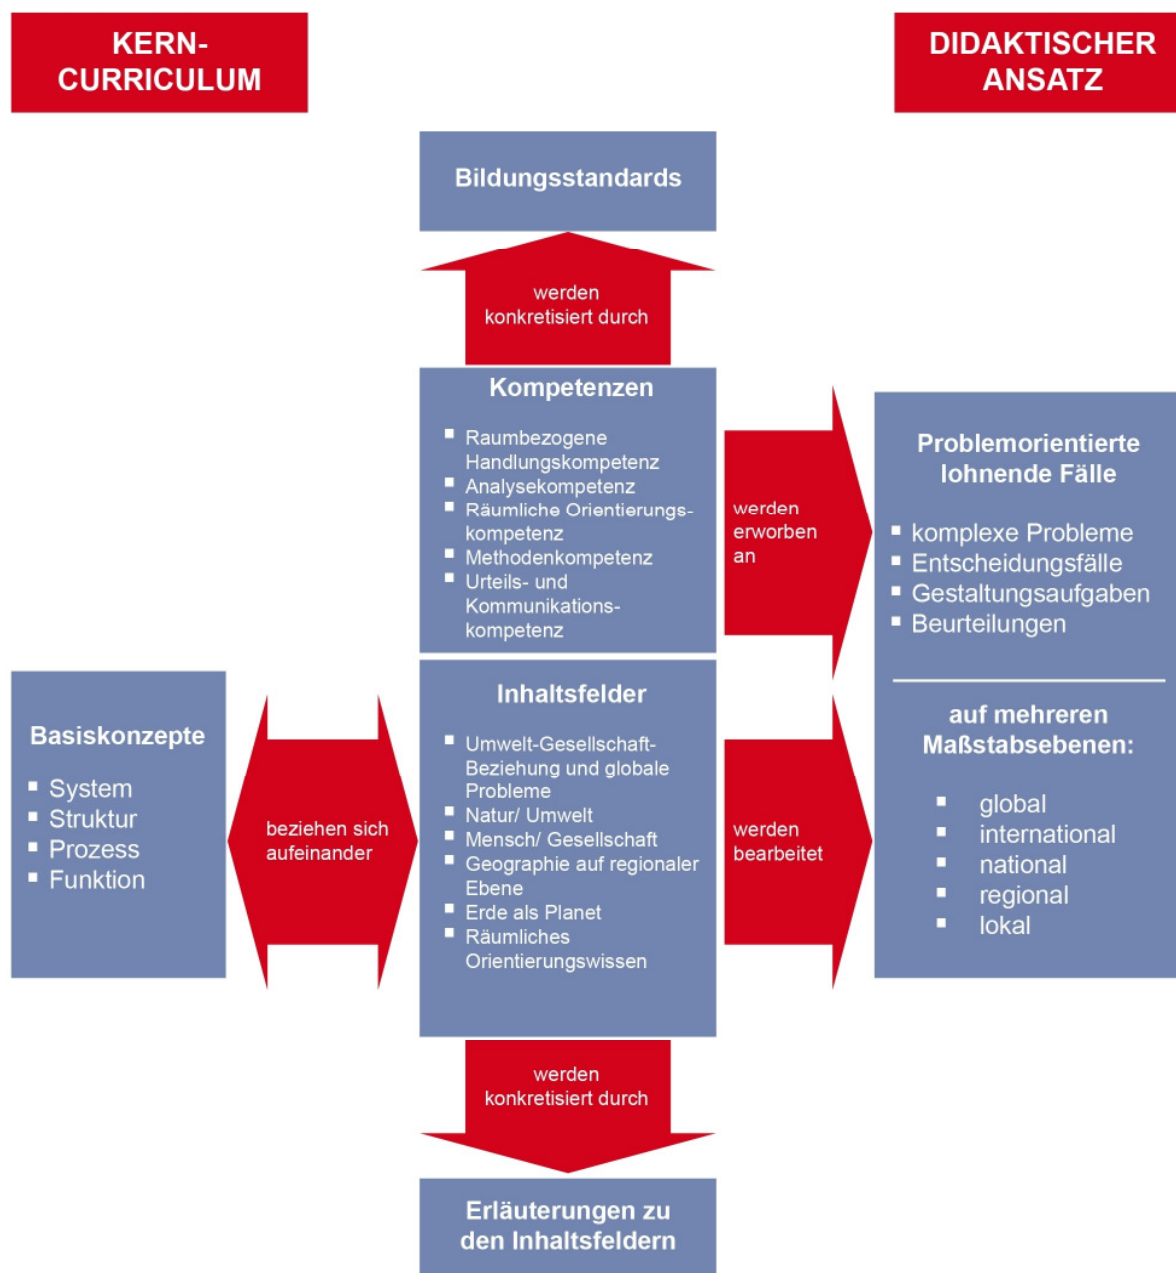 KERN-
CURRICULUM
DIDAKTISCHER
ANSATZ
Bildungsstandards
werden
konkretisiert durch
Kompetenzen
▪ Raumbezogene
Handlungskompetenz
▪ Analysekompetenz
▪ Räumliche Orientierungs-
kompetenz
▪ Methodenkompetenz
▪ Urteils- und
Kommunikations-
kompetenz
werden
erworben
an
Problemorientierte
lohnende Fälle
▪ komplexe Probleme
▪ Entscheidungsfälle
▪ Gestaltungsaufgaben
▪ Beurteilungen
auf mehreren
Maßstabsebenen:
▪ global
▪ international
▪ national
▪ regional
▪ lokal
Basiskonzepte
▪ System
▪ Struktur
▪ Prozess
▪ Funktion
beziehen sich
aufeinander
Inhaltsfelder
▪ Umwelt-Gesellschaft-
Beziehung und globale
Probleme
▪ Natur/ Umwelt
▪ Mensch/ Gesellschaft
▪ Geographie auf regionaler
Ebene
▪ Erde als Planet
▪ Räumliches
Orientierungswissen
werden
bearbeitet
werden
konkretisiert durch
Erläuterungen zu
den Inhaltsfeldern